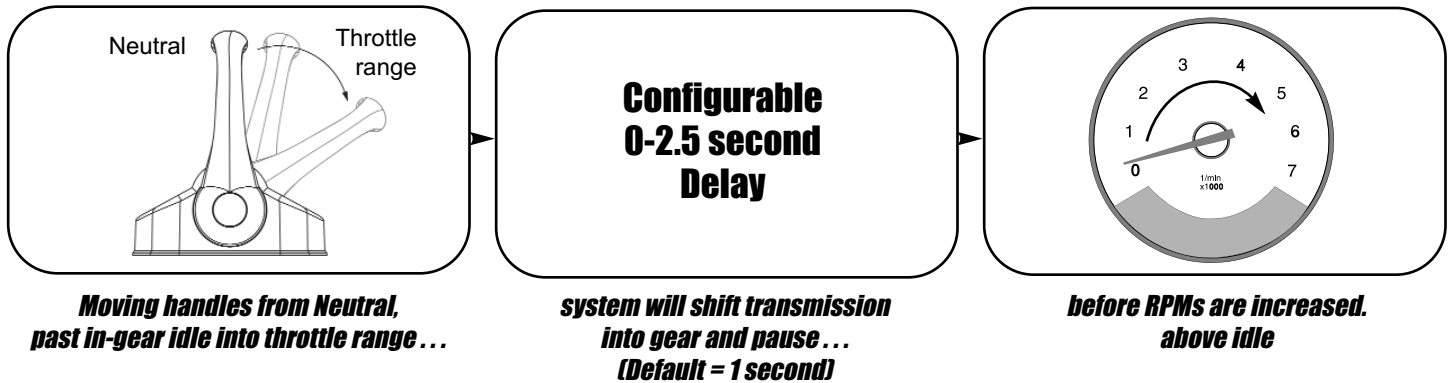 Neutral
Throttle
range
Moving handles from Neutral,
past in-gear idle into throttle range . . .
Configurable
0-2.5 second
Delay
system will shift transmission
into gear and pause . . .
(Default = 1 second)
0
1
2
3
4
5
6
7
1/min
x1000
before RPMs are increased.
above idle